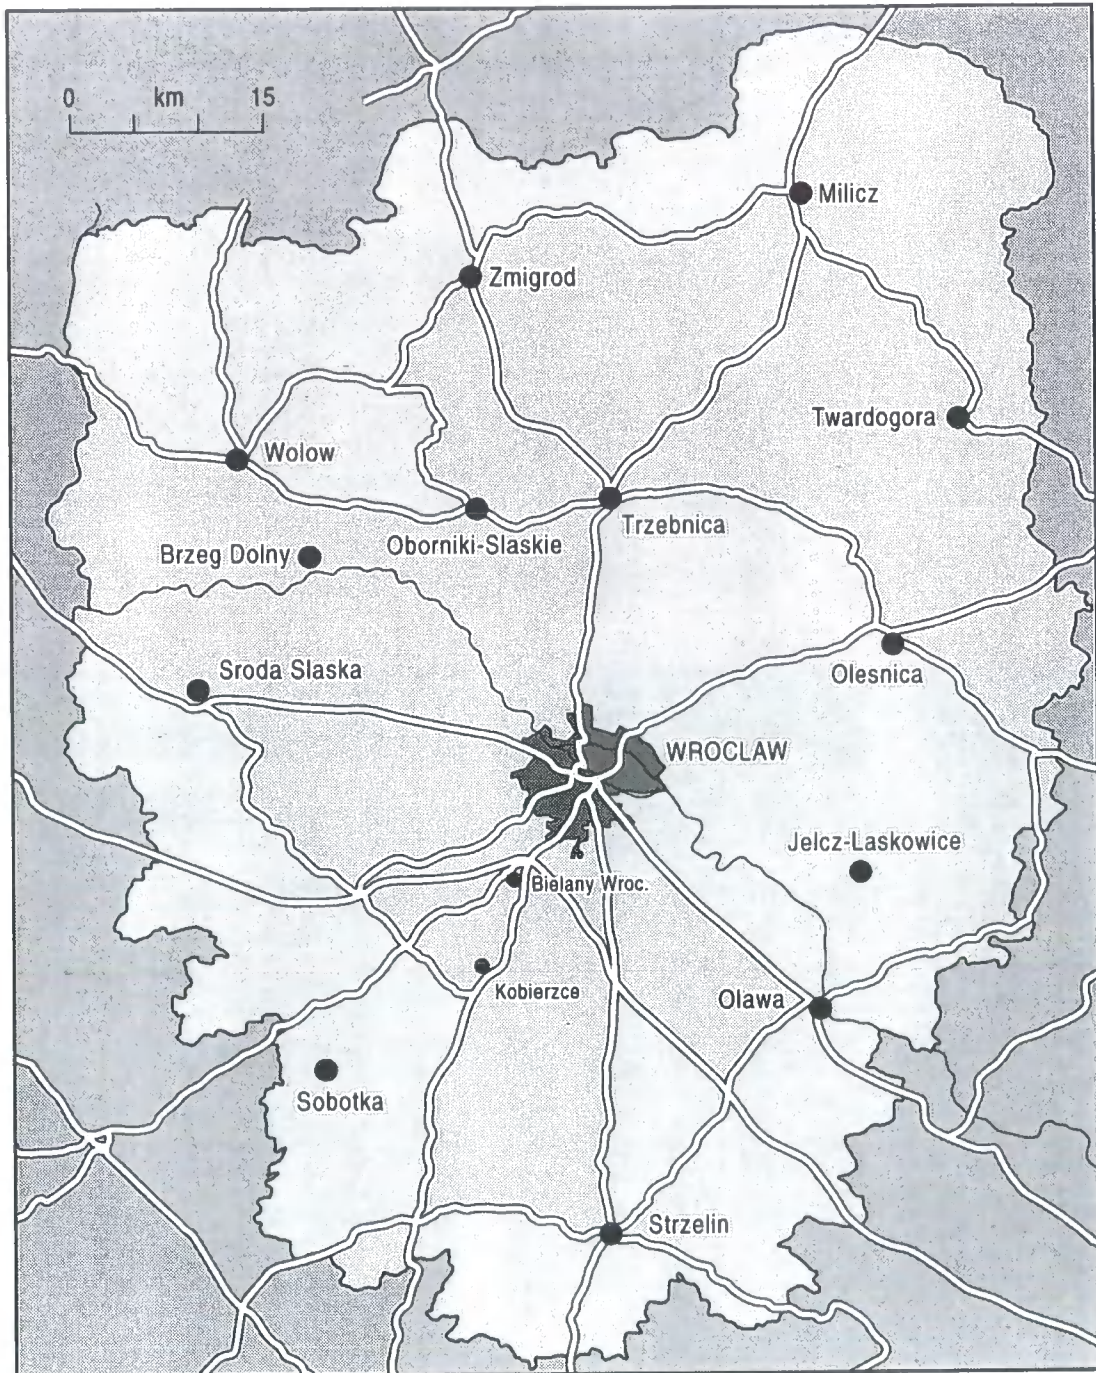 0 km 15
Milicz
Zmigrod
Twardogora
Wolow
Trzebnica
Oborniki-Slaskie
Brzeg Dolny
Sroda Slaska
Olesnica
WROCLAW
Jelcz-Laskowice
Bielany Wroc.
Kobierzce
Olawa
Sobotka
Strzelin